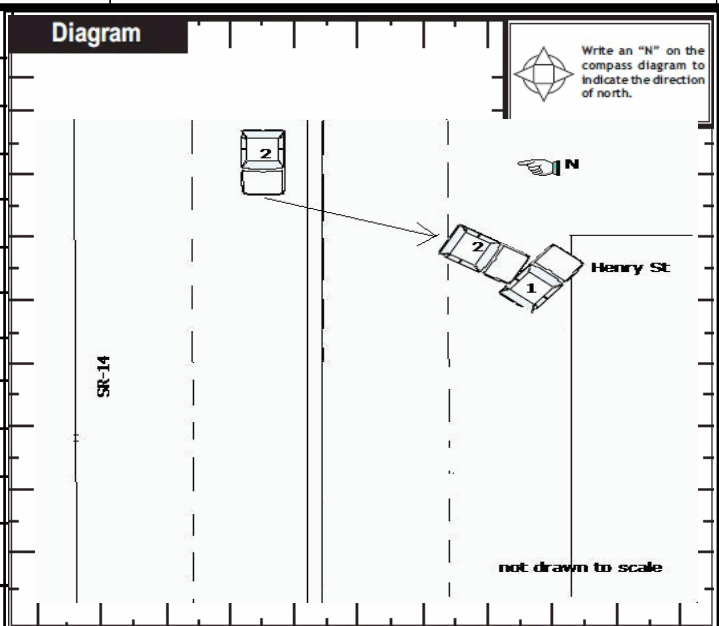 Diagram
Write an “N” on the
compass diagram to
indicate the direction
of north.
2
N
2
1
Henry St
SR-14
not drawn to scale